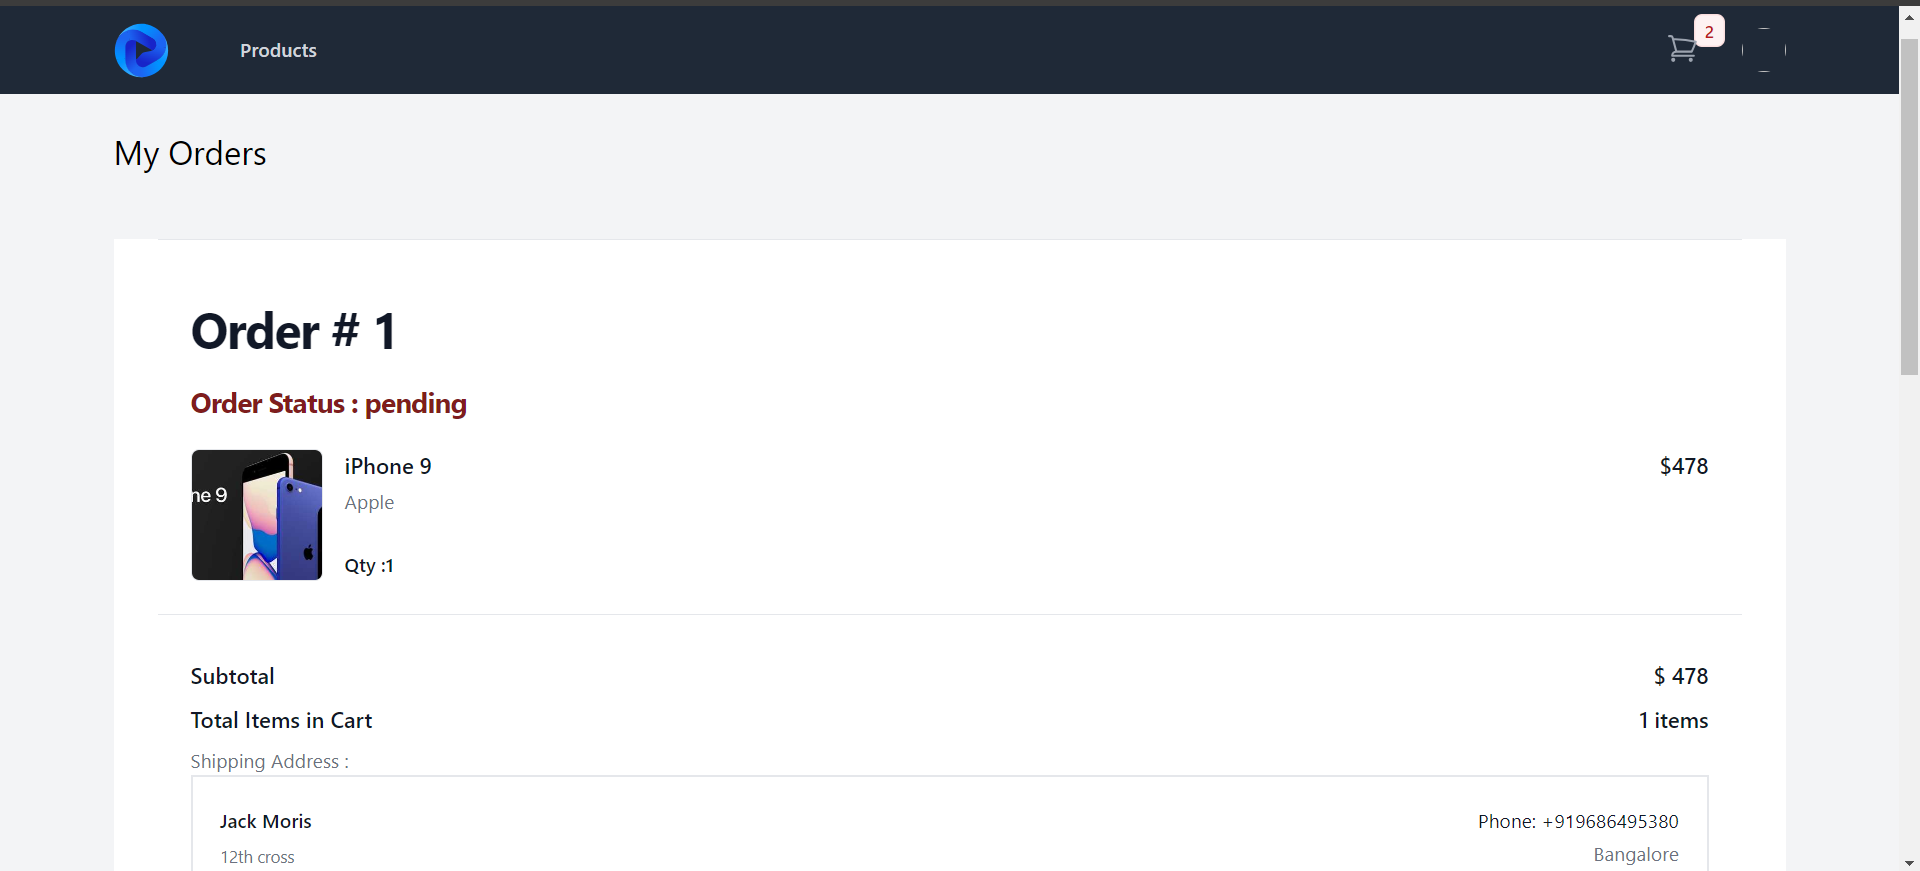 Products
2
My Orders
Order # 1
Order Status : pending
ne 9
iPhone 9
$478
Apple
Qty :1
Subtotal
$ 478
Total Items in Cart
1 items
Shipping Address :
Jack Moris
Phone: +919686495380
12th cross
Bangalore